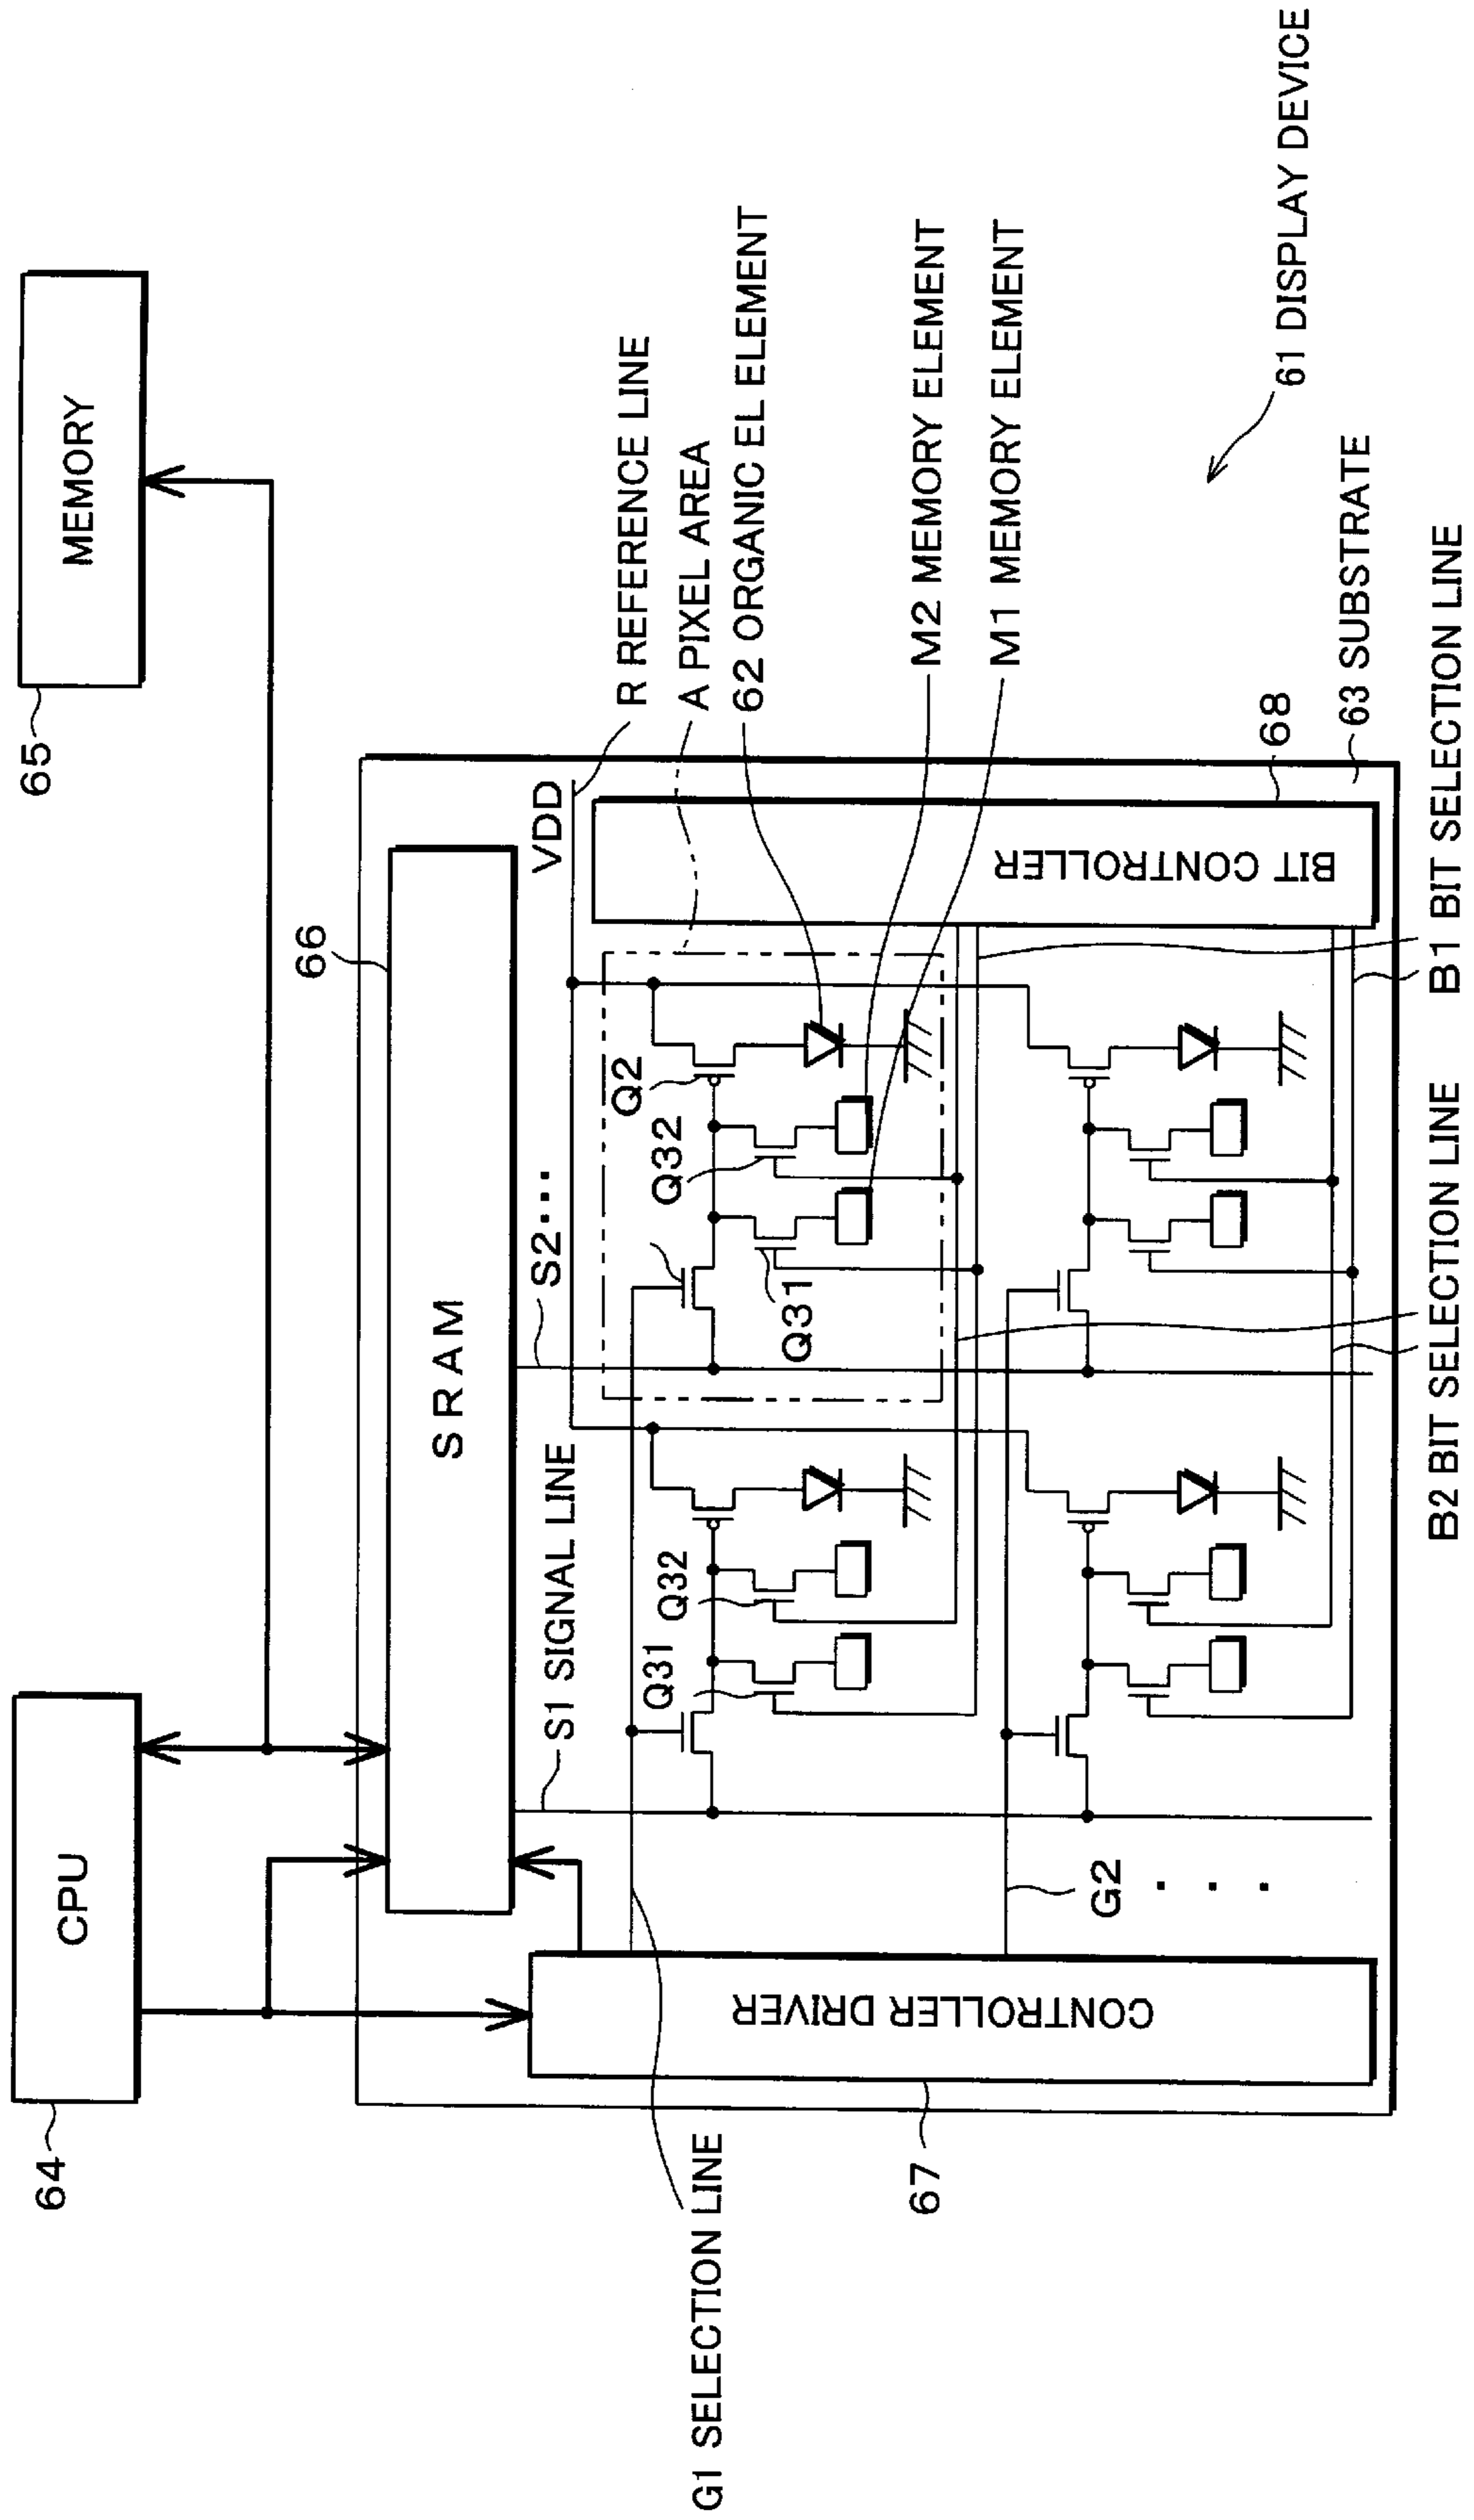 CPU
MEMORY
64
65
66
SRAM
VDD
R REFERENCE LINE
A PIXEL AREA
62 ORGANIC EL ELEMENT
M2 MEMORY ELEMENT
M1 MEMORY ELEMENT
61 DISPLAY DEVICE
S1 SIGNAL LINE
S2...
G1 SELECTION LINE
Q31
Q32
Q2
Q32
Q31
G2
. . .
67
CONTROLLER DRIVER
BIT CONTROLLER
68
63 SUBSTRATE
B2 BIT SELECTION LINE
B1 BIT SELECTION LINE